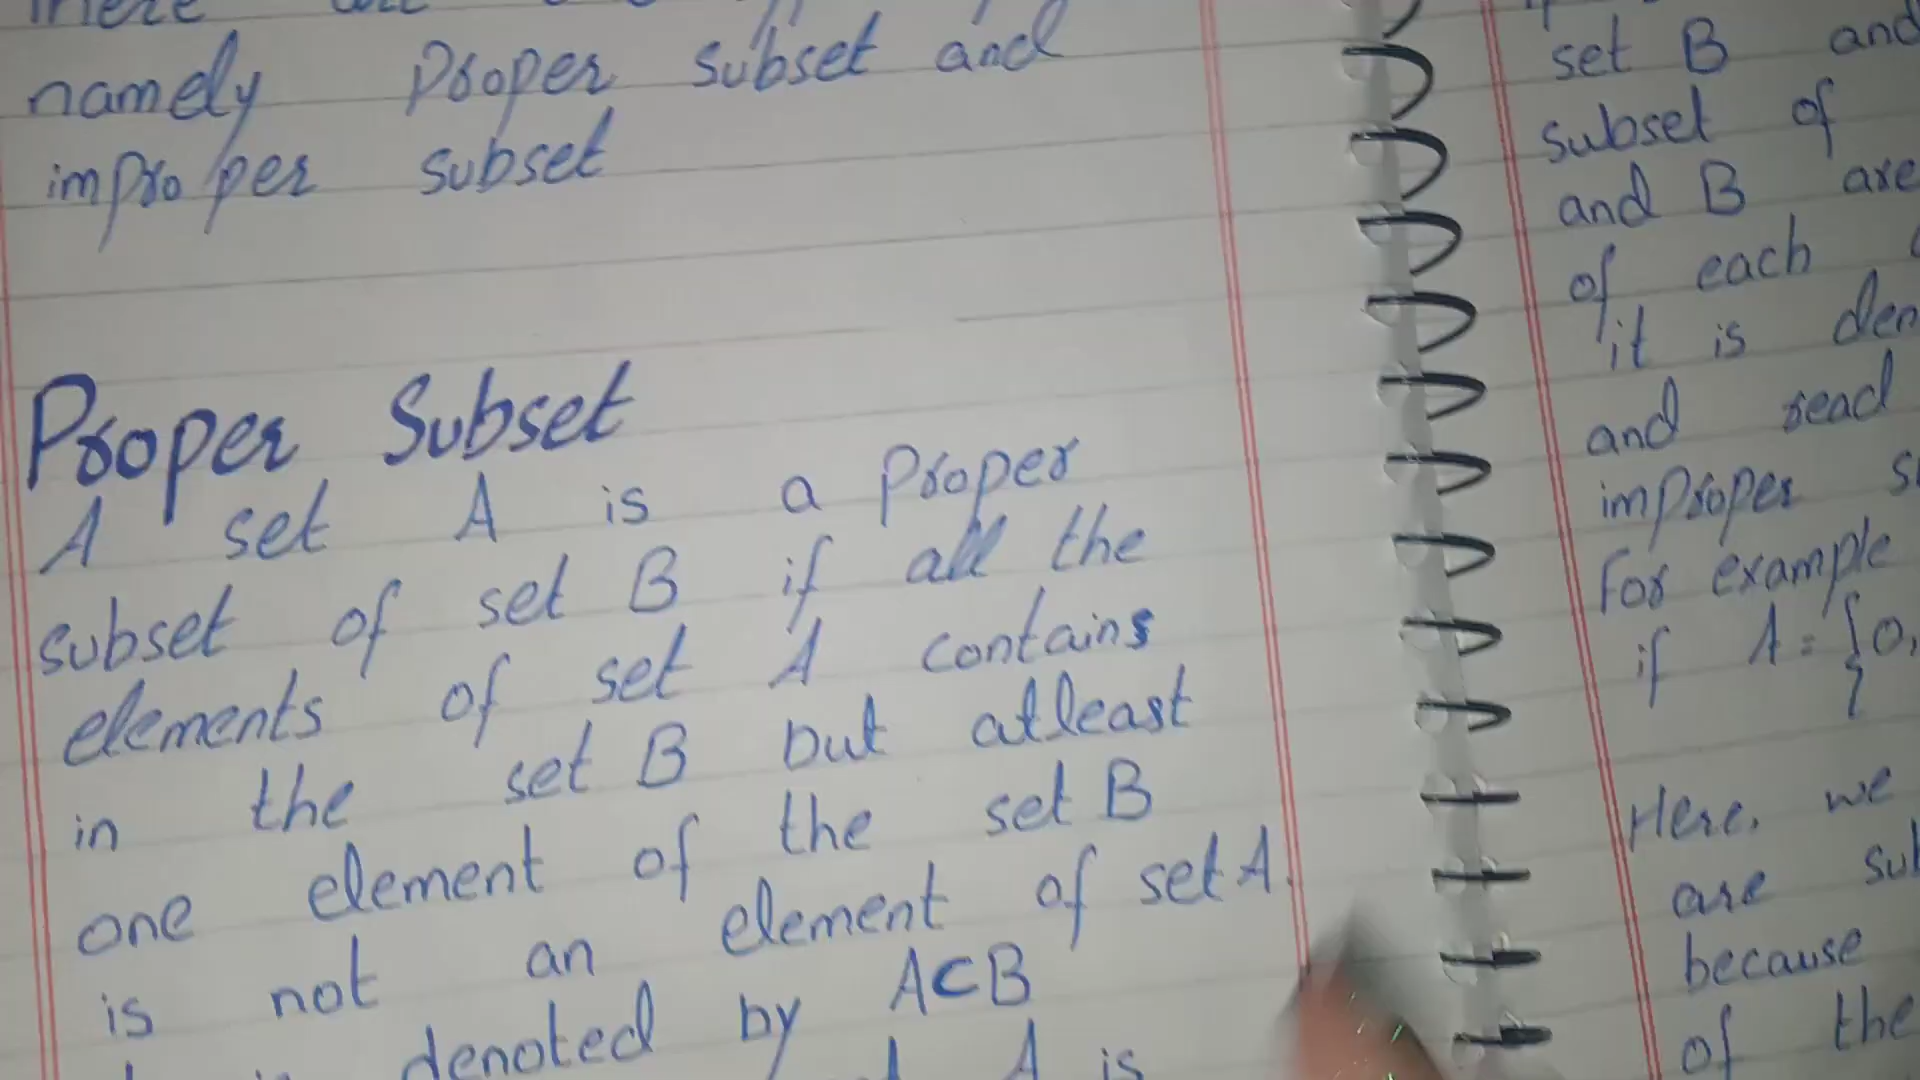 namely Proper subset and
improper subset
Proper Subset
A set A is a proper
subset of set B if all the
elements of set A contains
in the set B but atleast
one element of the set B
is not an element of set A.
denoted by A⊂B
A is
set B and
subset of
and B are
of each
it is
and read
improper
For example
if A = {0,
Here, we
are
because
of the